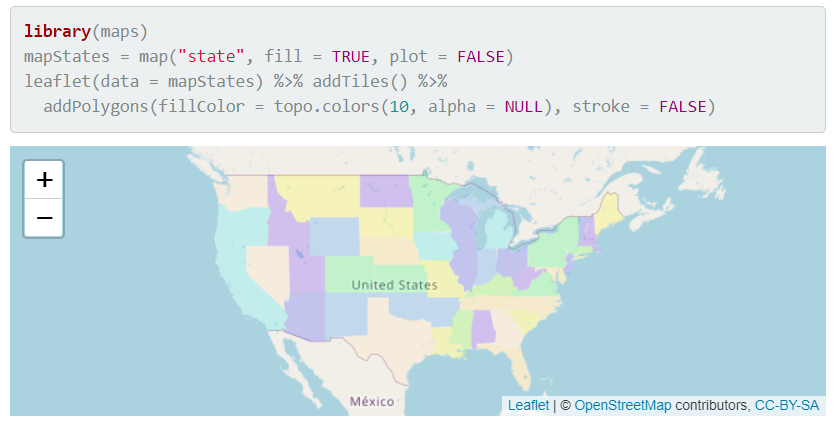 library(maps)
mapStates = map("state", fill = TRUE, plot = FALSE)
leaflet(data = mapStates) %>% addTiles() %>%
  addPolygons(fillColor = topo.colors(10, alpha = NULL), stroke = FALSE)
+
−
United States
México
Leaflet | © OpenStreetMap contributors, CC-BY-SA